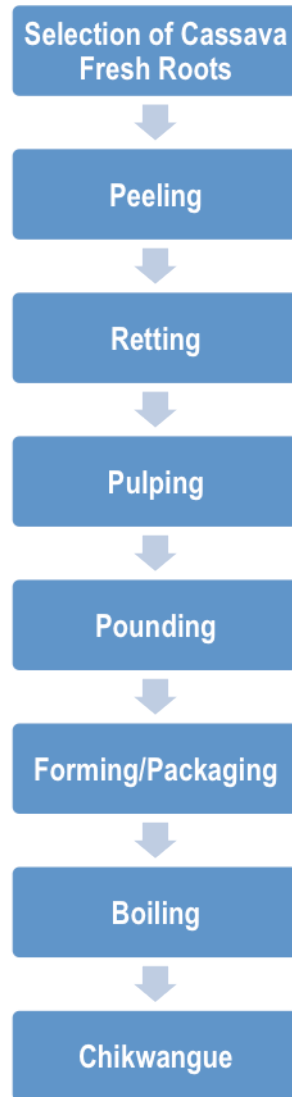 Selection of Cassava
Fresh Roots
Peeling
Retting
Pulping
Pounding
Forming/Packaging
Boiling
Chikwangue